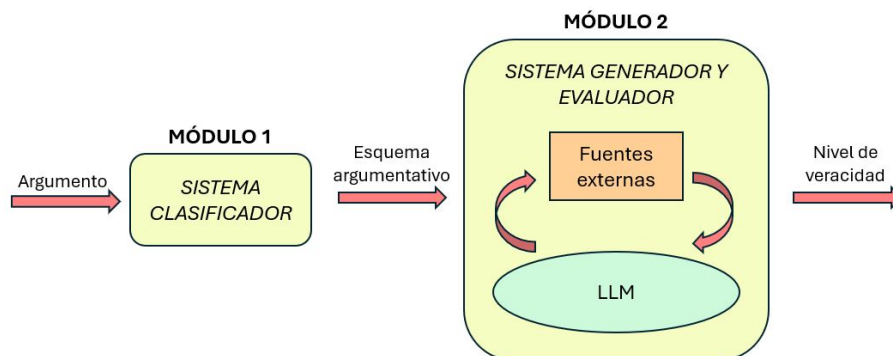 MÓDULO 2
SISTEMA GENERADOR Y
EVALUADOR
MÓDULO 1
Argumento
SISTEMA
CLASIFICADOR
Esquema
argumentativo
Fuentes
externas
LLM
Nivel de
veracidad